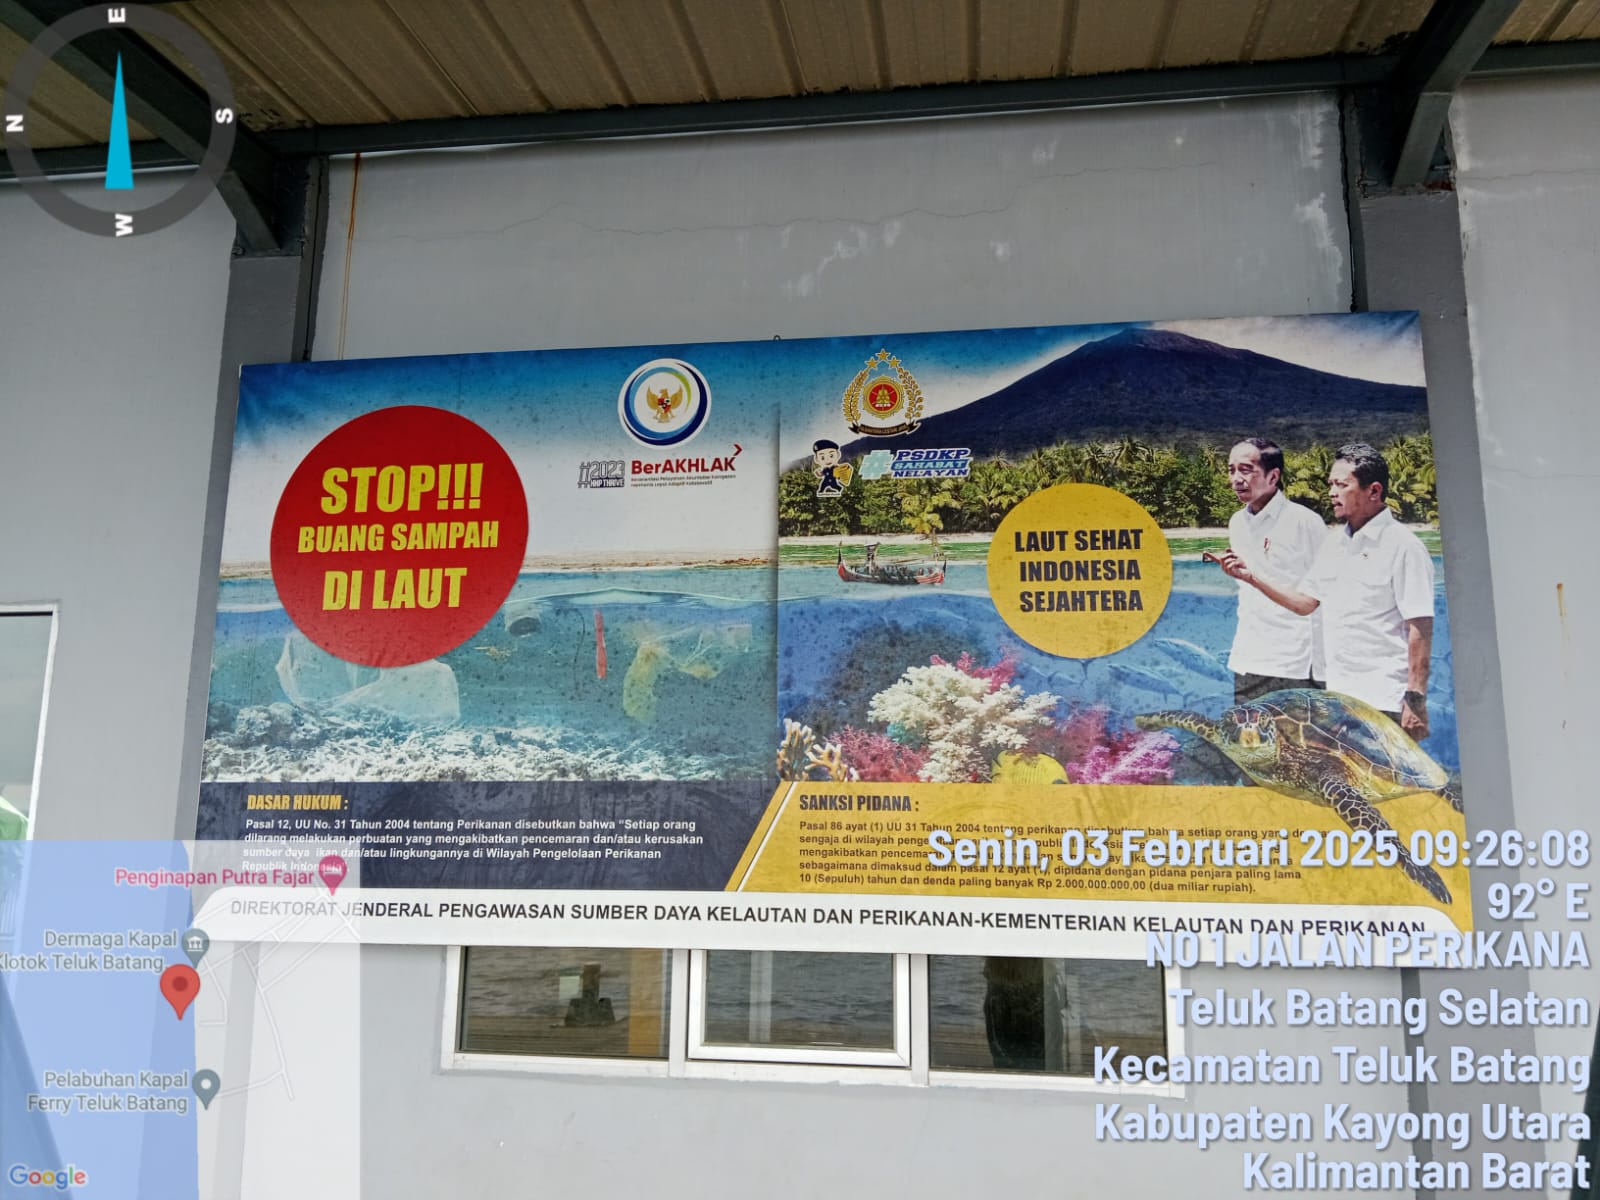 E
N
S
W
STOP!!!
BUANG SAMPAH
DI LAUT
#2023
BerAKHLAK
PSDKP
SAHABAT
NELAYAN
LAUT SEHAT
INDONESIA
SEJAHTERA
DASAR HUKUM :
Pasal 12, UU No. 31 Tahun 2004 tentang Perikanan disebutkan bahwa "Setiap orang
dilarang melakukan perbuatan yang mengakibatkan pencemaran dan/atau kerusakan
sumber daya ikan dan/atau lingkungannya di Wilayah Pengelolaan Perikanan
Republik Indonesia
SANKSI PIDANA :
Pasal 86 ayat (1) UU 31 Tahun 2004 tentang perikanan disebutkan bahwa setiap orang yang
sengaja di wilayah
mengakibatkan
sebagaimana dimaksud dalam pasal 12 ayat (1), dipidana dengan pidana penjara paling lama
10 (Sepuluh) tahun dan denda paling banyak Rp 2.000.000.000,00 (dua miliar rupiah).
DIREKTORAT JENDERAL PENGAWASAN SUMBER DAYA KELAUTAN DAN PERIKANAN-KEMENTERIAN KELAUTAN DAN PERIKANAN
Penginapan Putra Fajar
Dermaga Kapal
Klotok Teluk Batang
Pelabuhan Kapal
Ferry Teluk Batang
Google
Senin, 03 Februari 2025 09:26:08
92° E
NO 1 JALAN PERIKANA
Teluk Batang Selatan
Kecamatan Teluk Batang
Kabupaten Kayong Utara
Kalimantan Barat